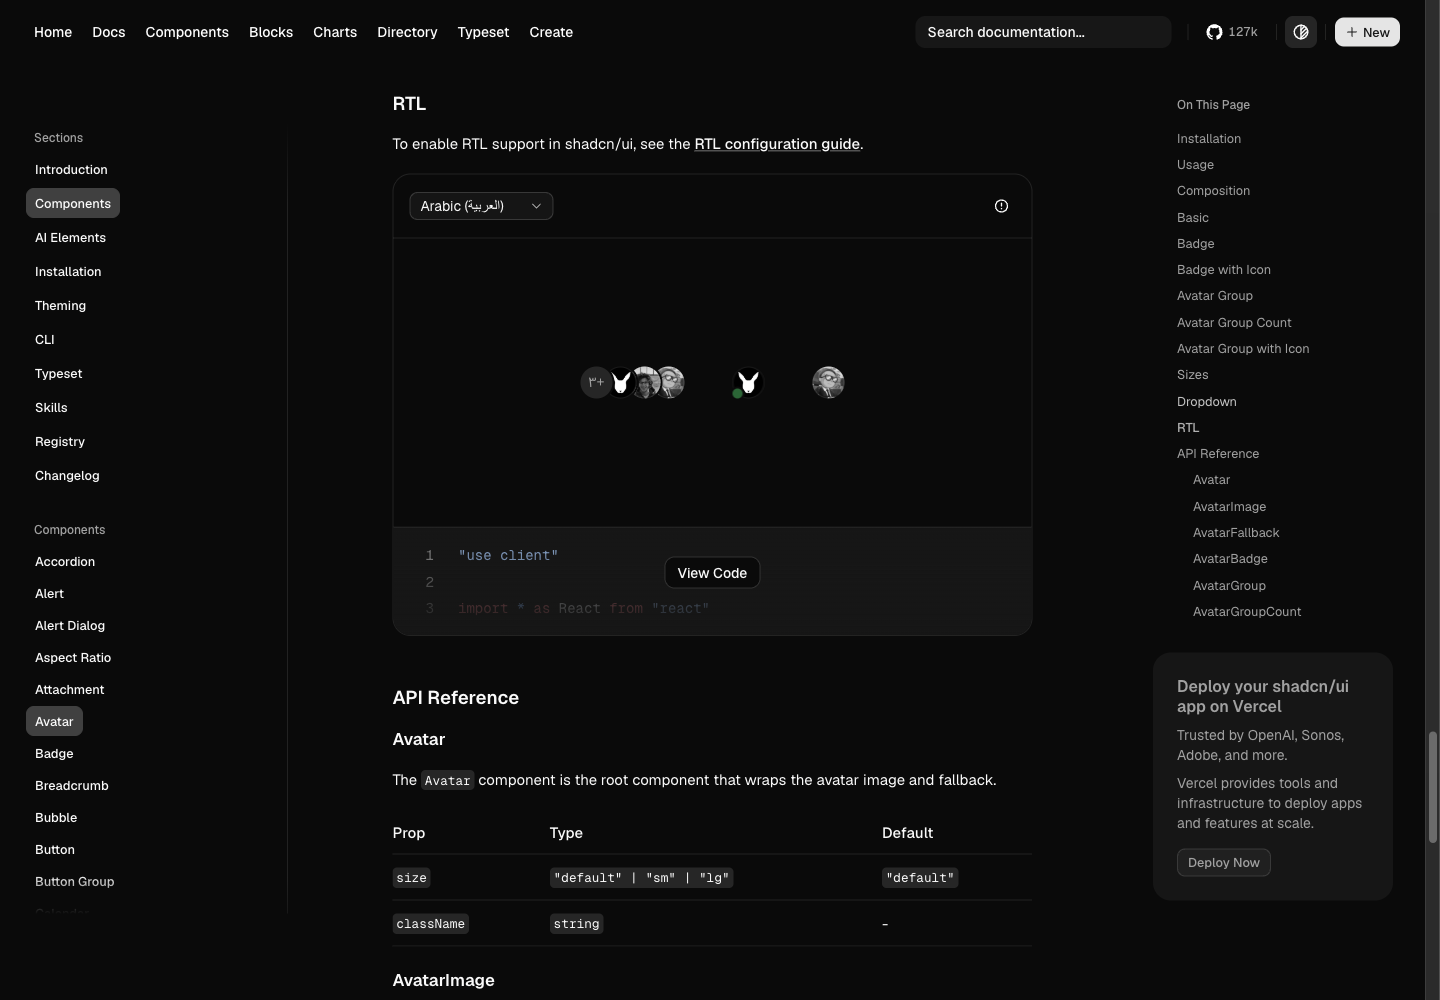 Home Docs Components Blocks Charts Directory Typeset Create
Search documentation...
127k
New
Sections
Introduction
Components
AI Elements
Installation
Theming
CLI
Typeset
Skills
Registry
Changelog
Components
Accordion
Alert
Alert Dialog
Aspect Ratio
Attachment
Avatar
Badge
Breadcrumb
Bubble
Button
Button Group
Calendar
RTL
To enable RTL support in shadcn/ui, see the RTL configuration guide.
Arabic (العربية)
+٣
1 "use client"
2
3 import * as React from "react"
View Code
API Reference
Avatar
The Avatar component is the root component that wraps the avatar image and fallback.
Prop Type Default
size "default" | "sm" | "lg" "default"
className string -
AvatarImage
On This Page
Installation
Usage
Composition
Basic
Badge
Badge with Icon
Avatar Group
Avatar Group Count
Avatar Group with Icon
Sizes
Dropdown
RTL
API Reference
Avatar
AvatarImage
AvatarFallback
AvatarBadge
AvatarGroup
AvatarGroupCount
Deploy your shadcn/ui
app on Vercel
Trusted by OpenAI, Sonos,
Adobe, and more.
Vercel provides tools and
infrastructure to deploy apps
and features at scale.
Deploy Now